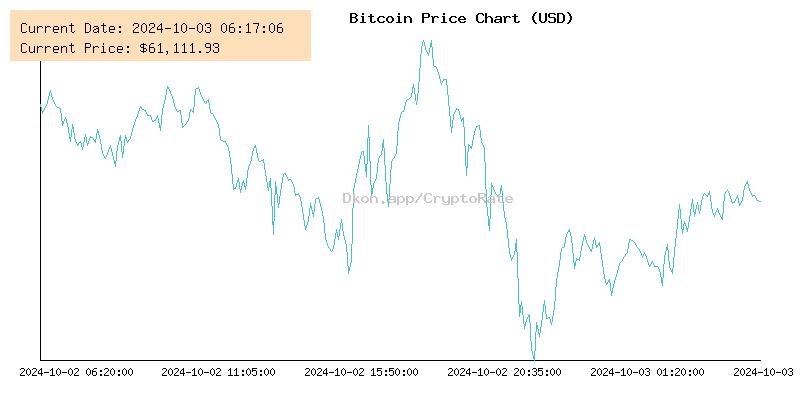 Bitcoin Price Chart (USD)
Current Date: 2024-10-03 06:17:06
Current Price: $61,111.93
Dkon.app/CryptoRate
2024-10-02 06:20:00 2024-10-02 11:05:00 2024-10-02 15:50:00 2024-10-02 20:35:00 2024-10-03 01:20:00 2024-10-03